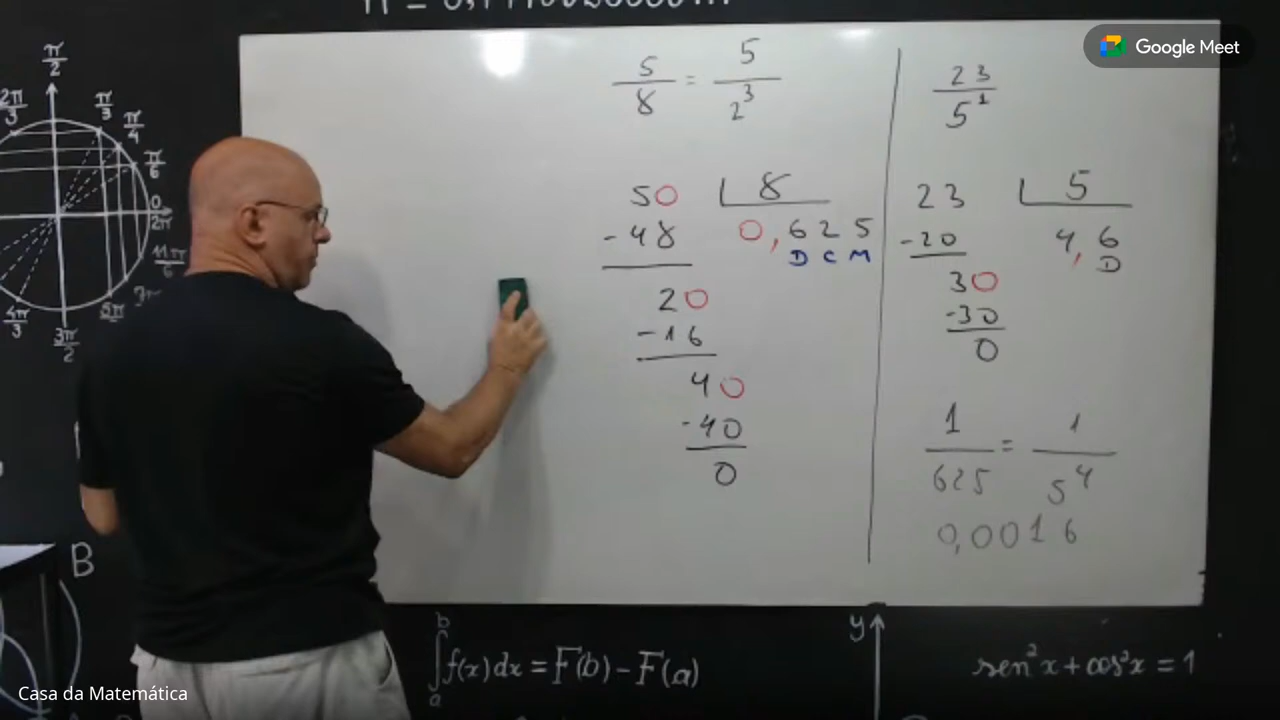 Google Meet
π/2
2π/3
π/3
π/4
π/6
0
2π
11π/6
4π/3
3π/2
5π
5/8 = 5/2³
50 | 8
-48 0,625
D C M
20
-16
40
-40
0
23/5¹
23 | 5
-20 4,6
D
30
-30
0
1/625 = 1/5⁴
0,0016
B
∫ₐᵇ f(x)dx = F(b) - F(a)
y
sen²x + cos²x = 1
Casa da Matemática